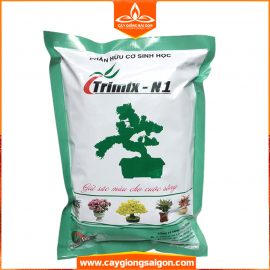 CÂY GIỐNG SÀI GÒN
PHÂN HỮU CƠ SINH HỌC
Trimix - N1
Giữ sắc màu cho cuộc sống
www.caygiongsaigon.com